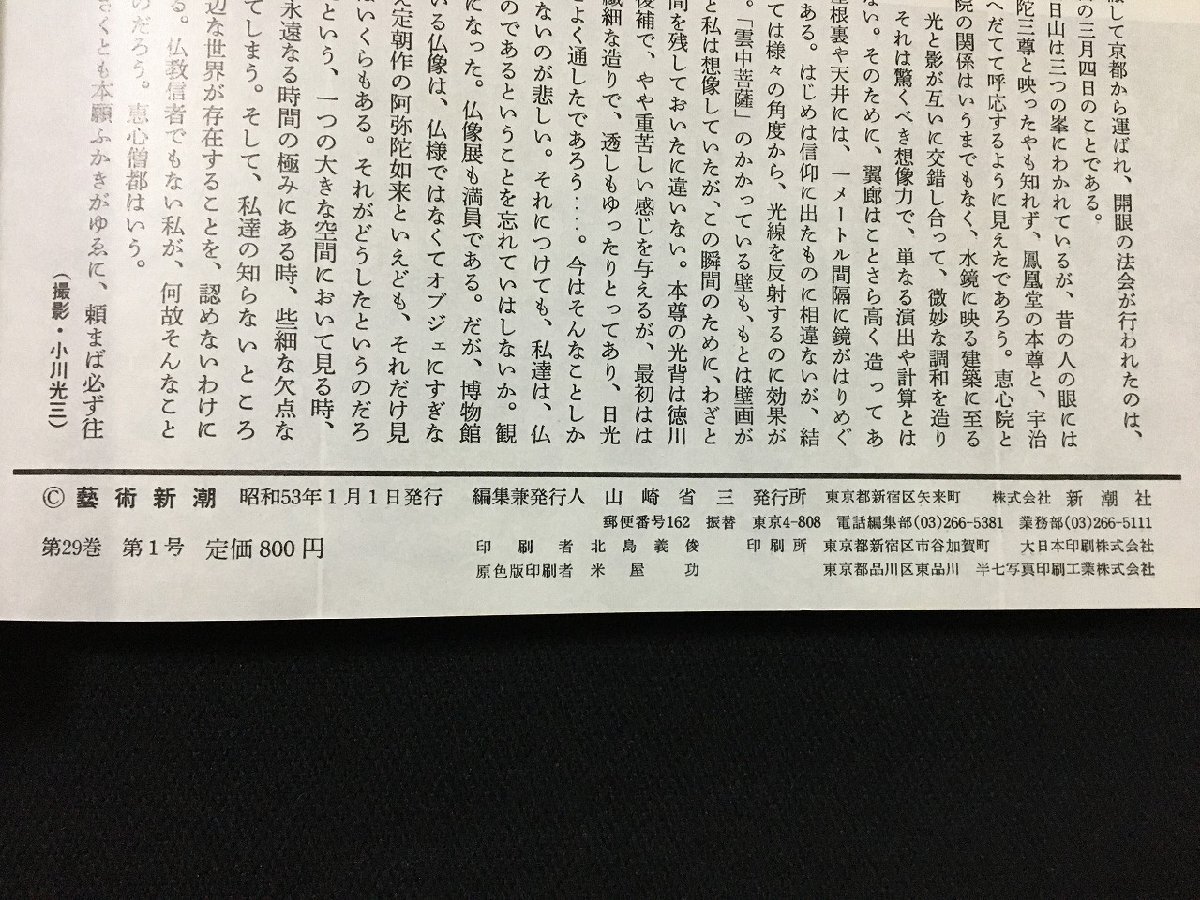 して京都から運ばれ、開眼の法会が行われたのは、
の三月四日のことである。
日山は三つの峯にわかれているが、昔の人の眼には
陀三尊と映ったやも知れず、鳳凰堂の本尊と、宇治
へだてて呼応するように見えたであろう。恵心院と
院の関係はいうまでもなく、水鏡に映る建築に至る
光と影が互いに交錯し合って、微妙な調和を造り
それは驚くべき想像力で、単なる演出や計算とは
ない。そのために、翼廊はことさら高く造ってあ
屋根裏や天井には、一メートル間隔に鏡がはりめぐ
ある。はじめは信仰に出たものに相違ないが、結
ては様々の角度から、光線を反射するのに効果が
。「雲中菩薩」のかかっている壁も、もとは壁画が
と私は想像していたが、この瞬間のために、わざと
間を残しておいたに違いない。本尊の光背は徳川
後補で、やや重苦しい感じを与えるが、最初はは
繊細な造りで、透しもゆったりとってあり、日光
とよく通したであろう‥‥。今はそんなことしか
ないのが悲しい。それにつけても、私達は、仏
のであるということを忘れていはしないか。観
になった。仏像展も満員である。だが、博物館
いる仏像は、仏様ではなくてオブジェにすぎな
え定朝作の阿弥陀如来といえども、それだけ見
いくらもある。それがどうしたというのだろ
という、一つの大きな空間において見る時、
永遠なる時間の極みにある時、些細な欠点な
てしまう。そして、私達の知らないところ
辺な世界が存在することを、認めないわけに
る。仏教信者でもない私が、何故そんなこと
のだろう。恵心僧都はいう。
さくとも本願ふかきがゆゑに、頼まば必ず往
（撮影・小川光三）
© 藝術新潮 昭和53年1月1日発行 編集兼発行人 山崎省三 発行所 東京都新宿区矢来町 株式会社 新潮社
郵便番号162 振替 東京4-808 電話編集部(03)266-5381 業務部(03)266-5111
第29巻 第1号 定価800円 印刷者 北島義俊 印刷所 東京都新宿区市谷加賀町 大日本印刷株式会社
原色版印刷者 米屋功 東京都品川区東品川 半七写真印刷工業株式会社